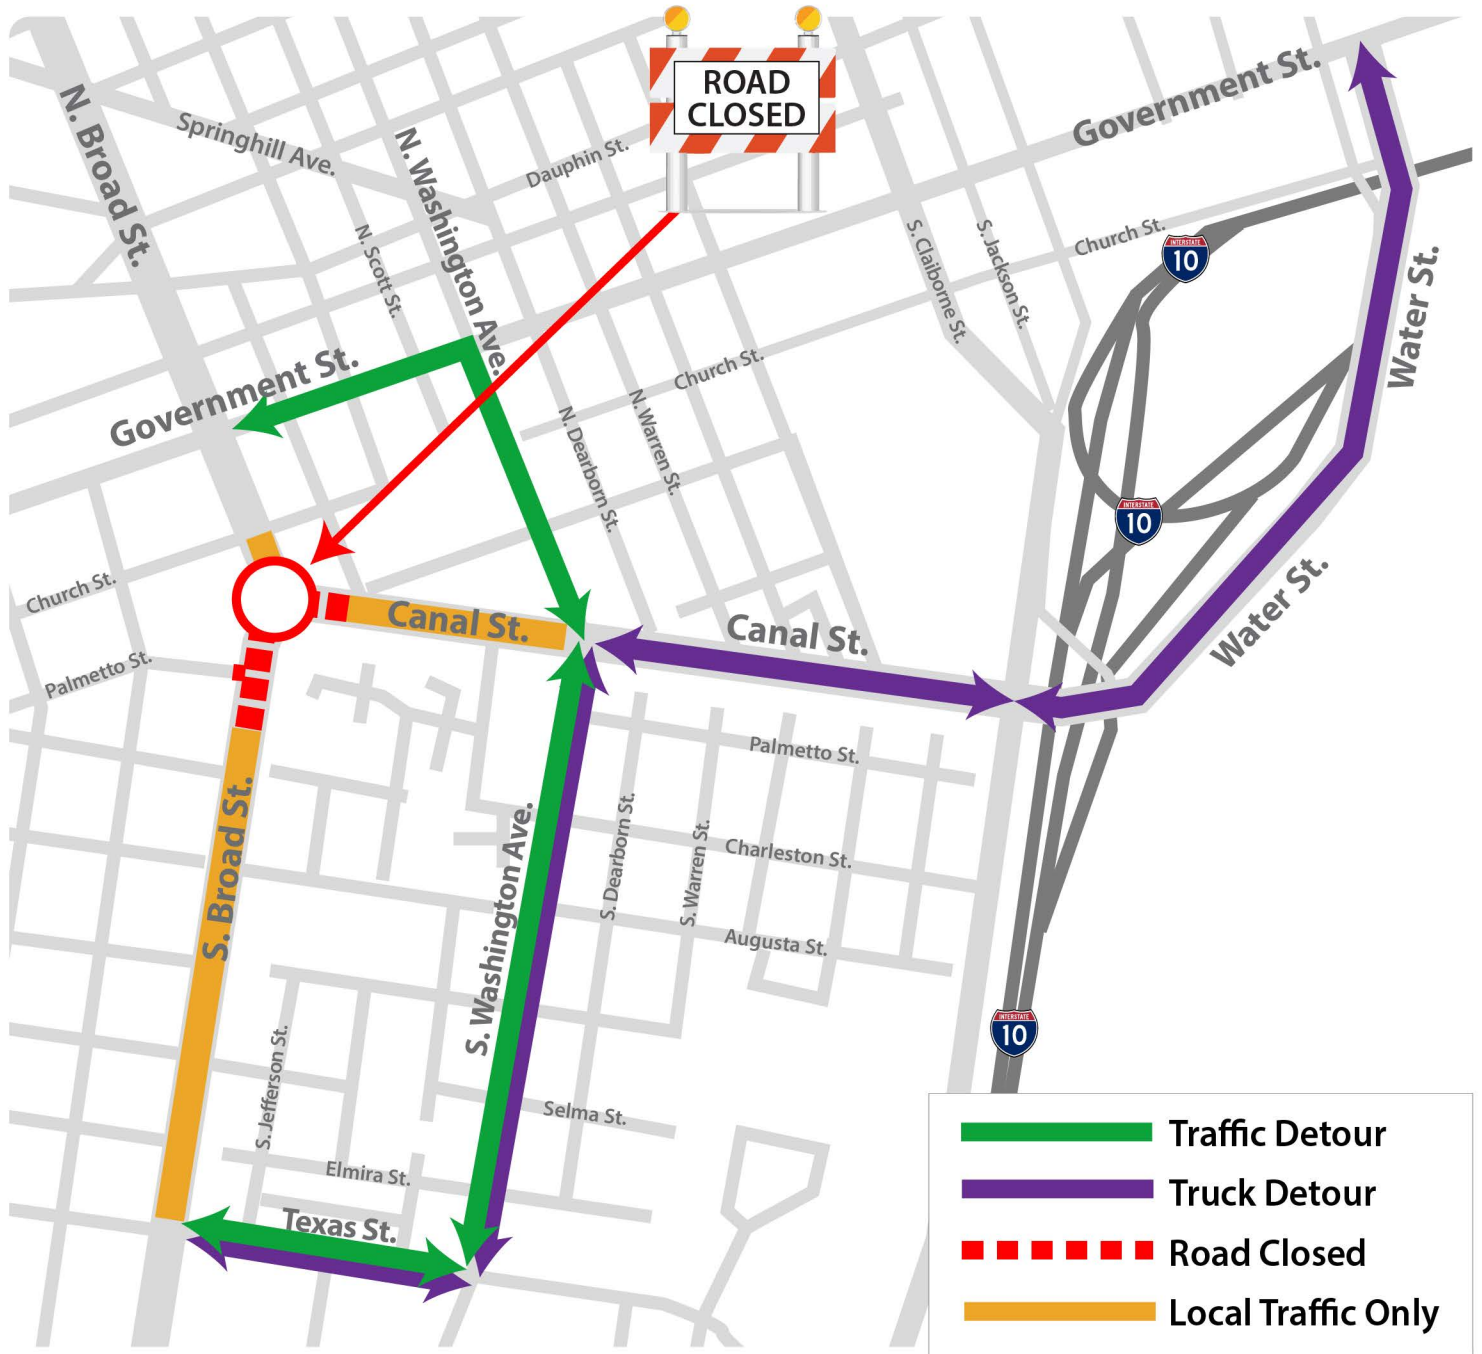 ROAD
CLOSED
Government St.
N. Broad St.
Springhill Ave.
N. Washington Ave.
Dauphin St.
N. Scott St.
S. Claiborne St.
S. Jackson St.
Church St.
INTERSTATE
10
Water St.
Government St.
Church St.
N. Dearborn St.
N. Warren St.
INTERSTATE
10
Church St.
Canal St.
Canal St.
Water St.
Palmetto St.
Palmetto St.
S. Broad St.
S. Washington Ave.
S. Dearborn St.
S. Warren St.
Charleston St.
Augusta St.
S. Jefferson St.
INTERSTATE
10
Selma St.
Elmira St.
Texas St.
Traffic Detour
Truck Detour
Road Closed
Local Traffic Only